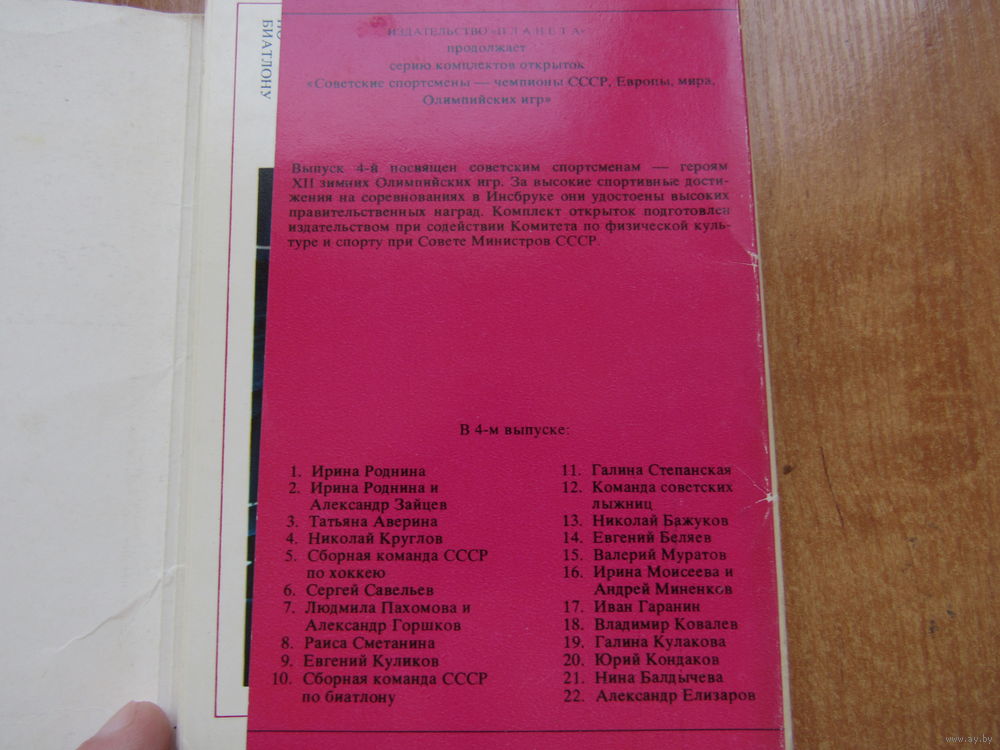 БИАТЛОНУ
ИЗДАТЕЛЬСТВО «ПЛАНЕТА»
продолжает
серию комплектов открыток
«Советские спортсмены — чемпионы СССР, Европы, мира,
Олимпийских игр»
Выпуск 4-й посвящен советским спортсменам — героям
XII зимних Олимпийских игр. За высокие спортивные дости-
жения на соревнованиях в Инсбруке они удостоены высоких
правительственных наград. Комплект открыток подготовлен
издательством при содействии Комитета по физической куль-
туре и спорту при Совете Министров СССР.
В 4-м выпуске:
1. Ирина Роднина
2. Ирина Роднина и
Александр Зайцев
3. Татьяна Аверина
4. Николай Круглов
5. Сборная команда СССР
по хоккею
6. Сергей Савельев
7. Людмила Пахомова и
Александр Горшков
8. Раиса Сметанина
9. Евгений Куликов
10. Сборная команда СССР
по биатлону
11. Галина Степанская
12. Команда советских
лыжниц
13. Николай Бажуков
14. Евгений Беляев
15. Валерий Муратов
16. Ирина Моисеева и
Андрей Миненков
17. Иван Гаранин
18. Владимир Ковалев
19. Галина Кулакова
20. Юрий Кондаков
21. Нина Балдычева
22. Александр Елизаров
www.ay.by